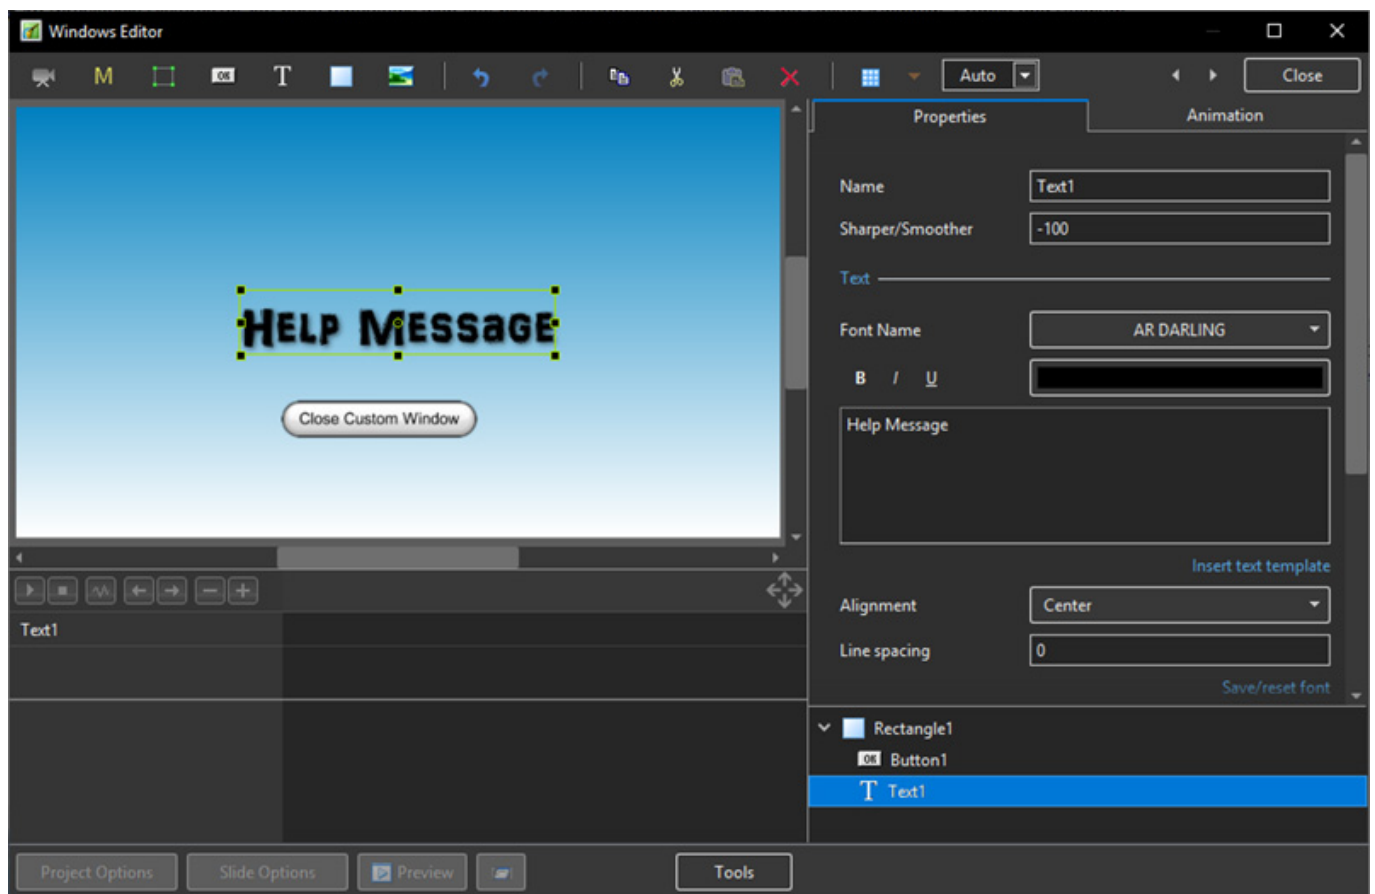 Windows Editor
M OK T Auto Close
Properties Animation
Name Text1
Sharper/Smoother -100
Text
Font Name AR DARLING
B I U
Help Message
Insert text template
Alignment Center
Line spacing 0
Save/reset font
Help Message
Close Custom Window
Text1
Rectangle1
OK Button1
T Text1
Project Options Slide Options Preview Tools